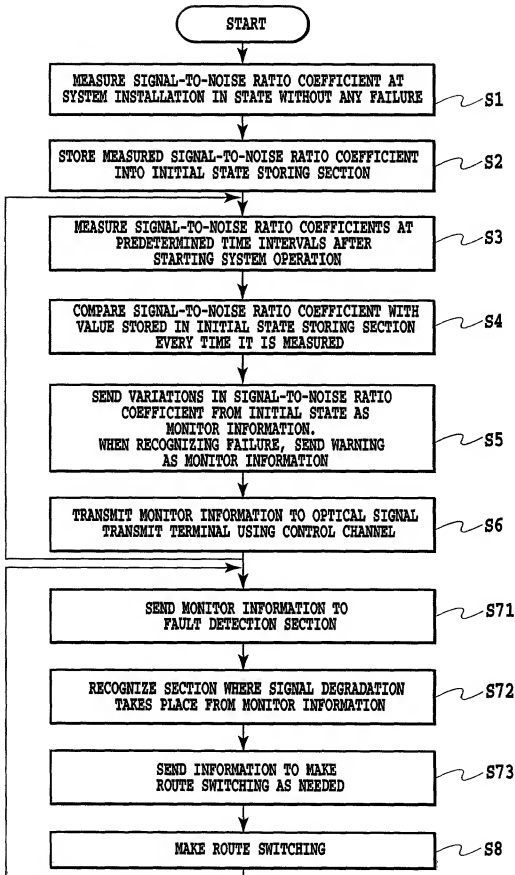 START
MEASURE SIGNAL-TO-NOISE RATIO COEFFICIENT AT
SYSTEM INSTALLATION IN STATE WITHOUT ANY FAILURE
S1
STORE MEASURED SIGNAL-TO-NOISE RATIO COEFFICIENT
INTO INITIAL STATE STORING SECTION
S2
MEASURE SIGNAL-TO-NOISE RATIO COEFFICIENTS AT
PREDETERMINED TIME INTERVALS AFTER
STARTING SYSTEM OPERATION
S3
COMPARE SIGNAL-TO-NOISE RATIO COEFFICIENT WITH
VALUE STORED IN INITIAL STATE STORING SECTION
EVERY TIME IT IS MEASURED
S4
SEND VARIATIONS IN SIGNAL-TO-NOISE RATIO
COEFFICIENT FROM INITIAL STATE AS
MONITOR INFORMATION.
WHEN RECOGNIZING FAILURE, SEND WARNING
AS MONITOR INFORMATION
S5
TRANSMIT MONITOR INFORMATION TO OPTICAL SIGNAL
TRANSMIT TERMINAL USING CONTROL CHANNEL
S6
SEND MONITOR INFORMATION TO
FAULT DETECTION SECTION
S71
RECOGNIZE SECTION WHERE SIGNAL DEGRADATION
TAKES PLACE FROM MONITOR INFORMATION
S72
SEND INFORMATION TO MAKE
ROUTE SWITCHING AS NEEDED
S73
MAKE ROUTE SWITCHING
S8